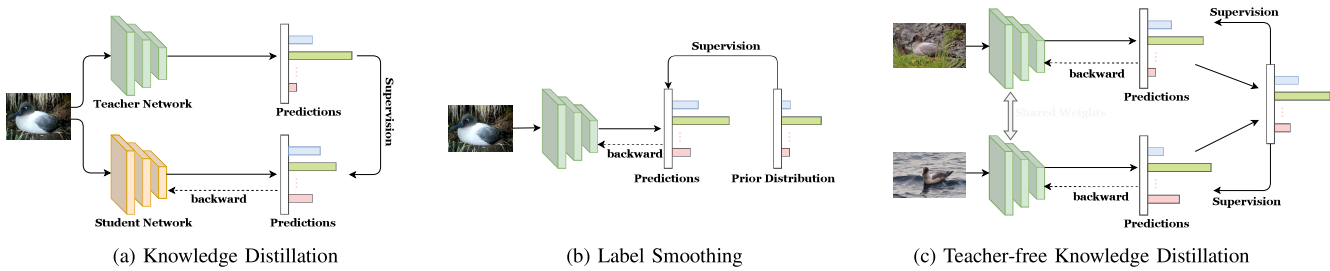 Teacher Network
Predictions
Supervision
backward
Student Network
Predictions
(a) Knowledge Distillation
Supervision
backward
Predictions
Prior Distribution
(b) Label Smoothing
Supervision
backward
Predictions
Shared Weights
backward
Predictions
Supervision
(c) Teacher-free Knowledge Distillation